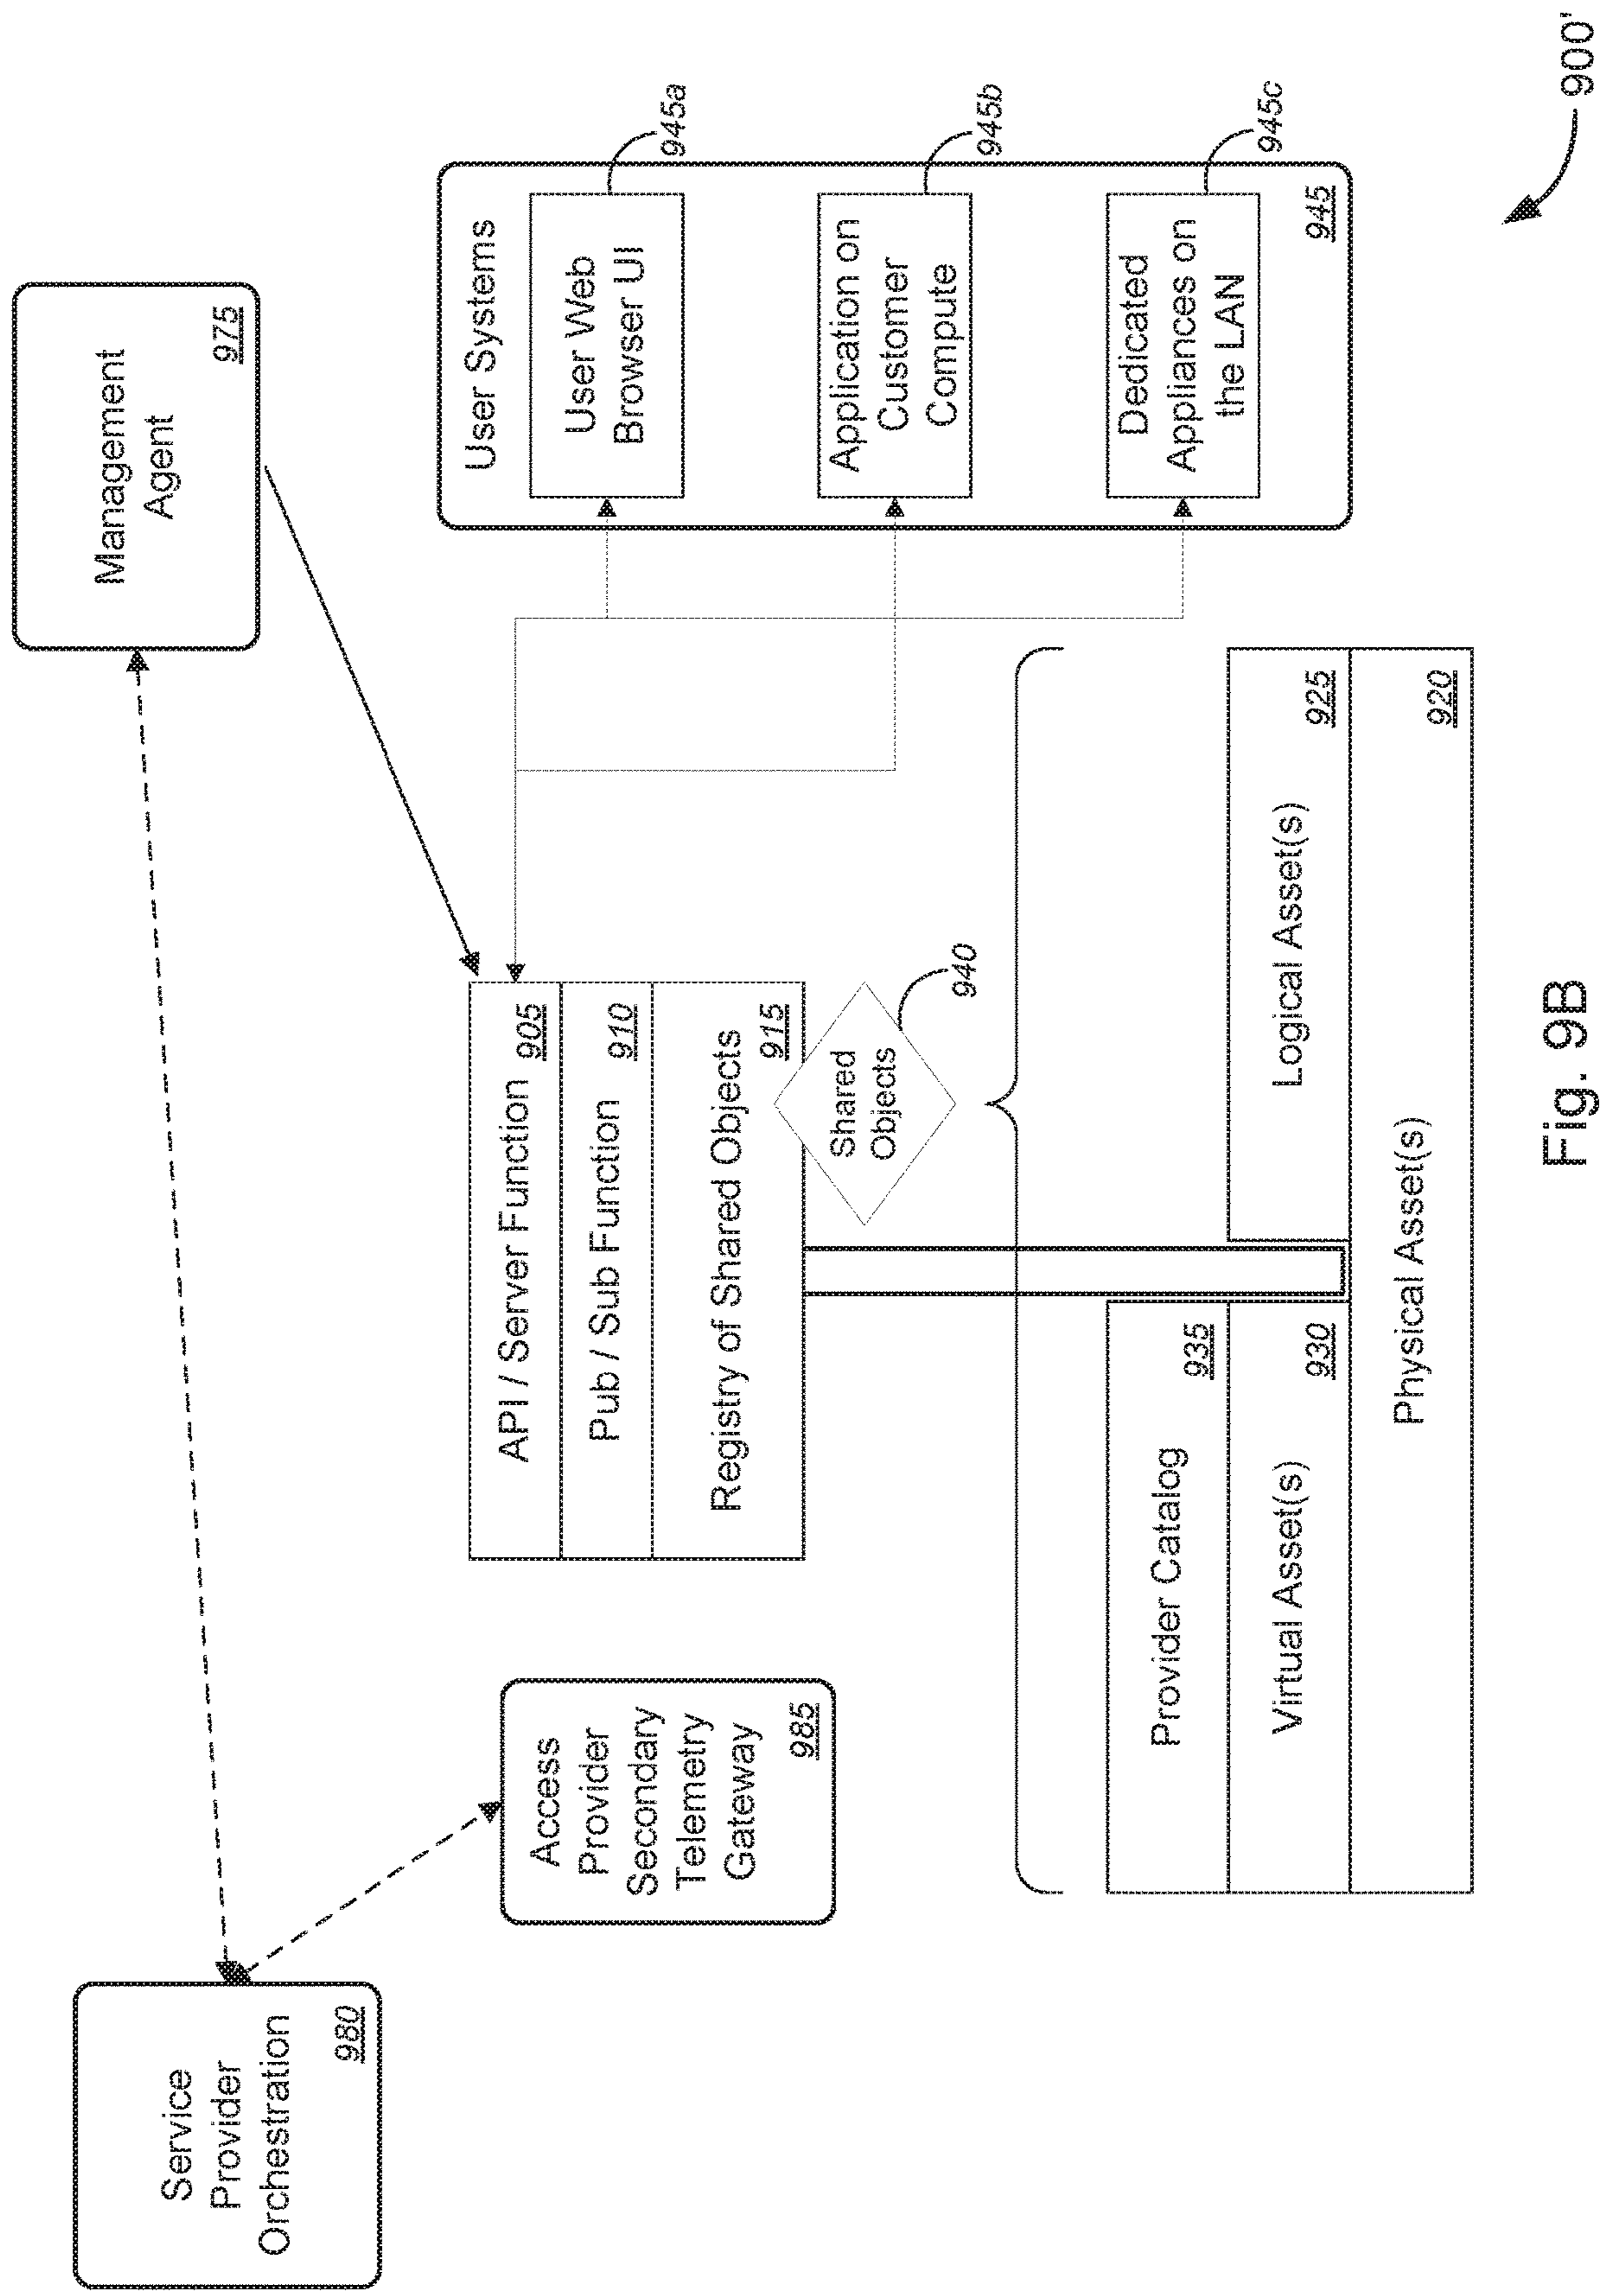 Service
Provider
Orchestration
980
Management
Agent
975
Access
Provider
Secondary
Telemetry
Gateway
985
API / Server Function
905
Pub / Sub Function
910
Registry of Shared Objects
915
Shared
Objects
940
User Systems
User Web
Browser UI
945a
Application on
Customer
Compute
945b
Dedicated
Appliances on
the LAN
945c
945
Provider Catalog
935
Virtual Asset(s)
930
Logical Asset(s)
925
Physical Asset(s)
920
Fig. 9B
900'